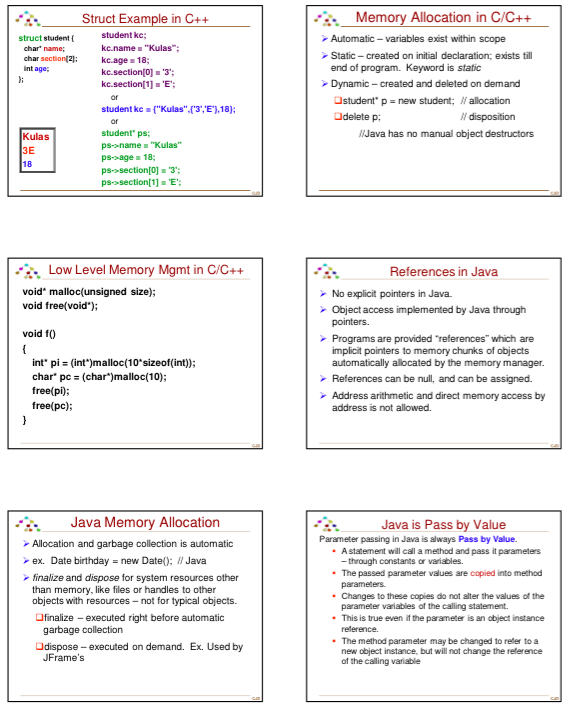 Struct Example in C++
struct student {
char* name;
char section[2];
int age;
};
student kc;
kc.name = "Kulas";
kc.age = 18;
kc.section[0] = '3';
kc.section[1] = 'E';
or
student kc = {"Kulas",{'3','E'},18};
or
student* ps;
ps->name = "Kulas"
ps->age = 18;
ps->section[0] = '3';
ps->section[1] = 'E';
Kulas
3E
18
Memory Allocation in C/C++
Automatic – variables exist within scope
Static – created on initial declaration; exists till
end of program. Keyword is static
Dynamic – created and deleted on demand
student* p = new student; // allocation
delete p; // disposition
//Java has no manual object destructors
Low Level Memory Mgmt in C/C++
void* malloc(unsigned size);
void free(void*);
void f()
{
int* pi = (int*)malloc(10*sizeof(int));
char* pc = (char*)malloc(10);
free(pi);
free(pc);
}
References in Java
No explicit pointers in Java.
Object access implemented by Java through
pointers.
Programs are provided “references” which are
implicit pointers to memory chunks of objects
automatically allocated by the memory manager.
References can be null, and can be assigned.
Address arithmetic and direct memory access by
address is not allowed.
Java Memory Allocation
Allocation and garbage collection is automatic
ex. Date birthday = new Date(); // Java
finalize and dispose for system resources other
than memory, like files or handles to other
objects with resources – not for typical objects.
finalize – executed right before automatic
garbage collection
dispose – executed on demand. Ex. Used by
JFrame's
Java is Pass by Value
Parameter passing in Java is always Pass by Value.
A statement will call a method and pass it parameters
– through constants or variables.
The passed parameter values are copied into method
parameters.
Changes to these copies do not alter the values of the
parameter variables of the calling statement.
This is true even if the parameter is an object instance
reference.
The method parameter may be changed to refer to a
new object instance, but will not change the reference
of the calling variable